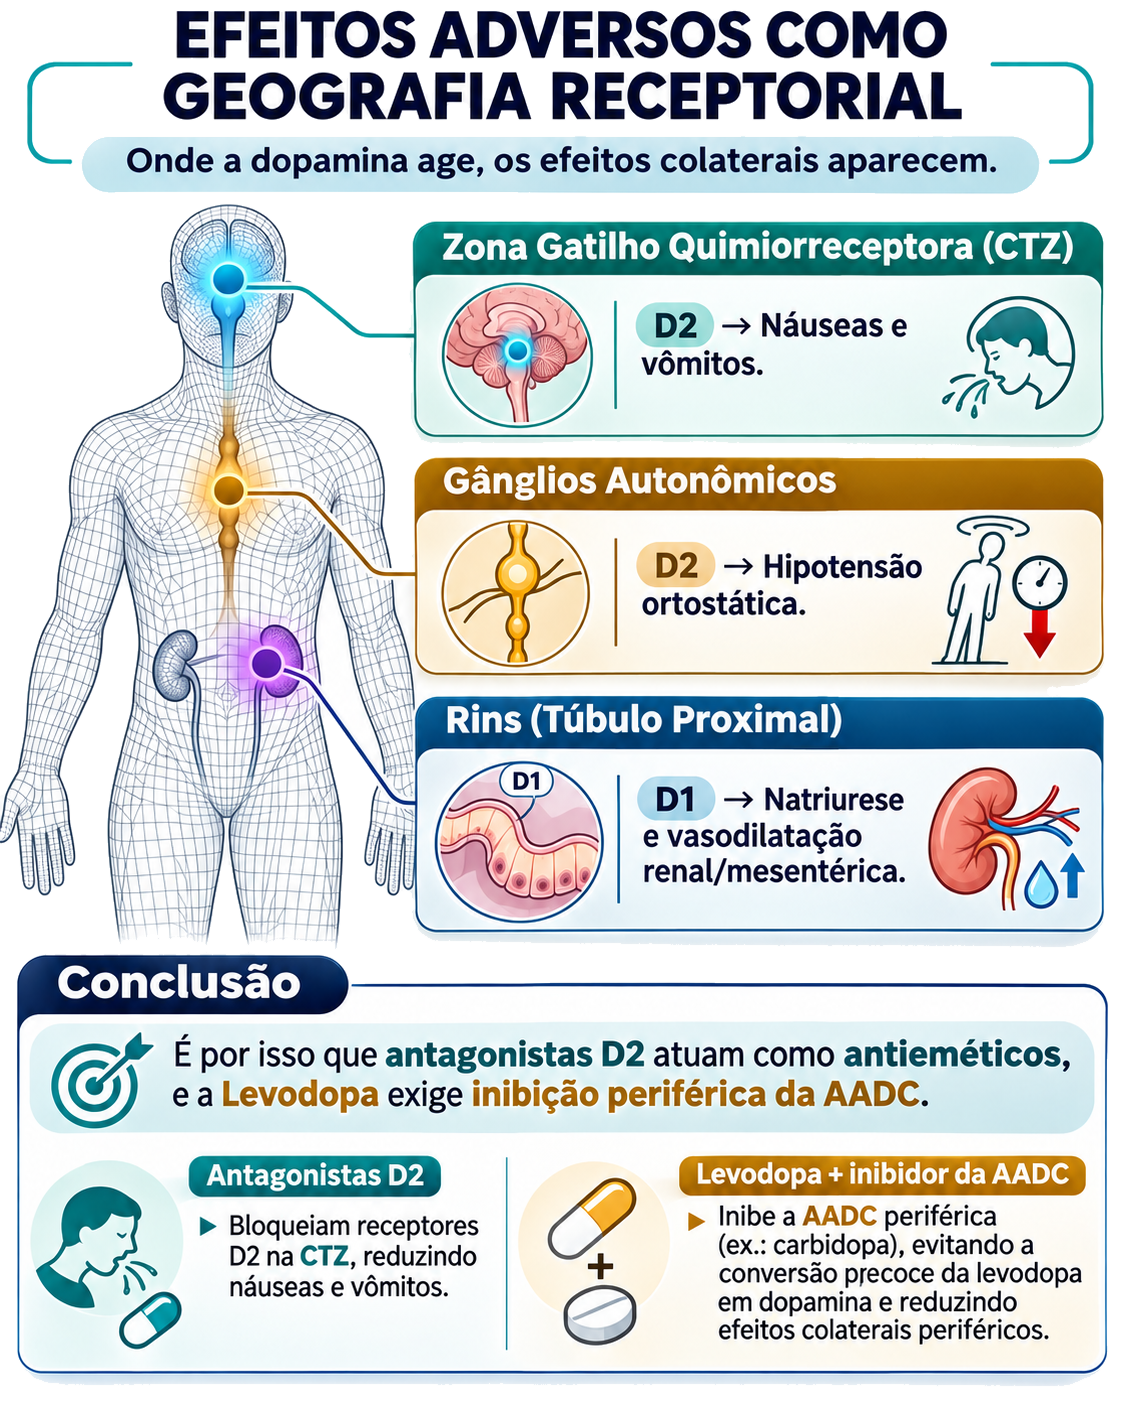 EFEITOS ADVERSOS COMO
GEOGRAFIA RECEPTORIAL
Onde a dopamina age, os efeitos colaterais aparecem.
Zona Gatilho Quimiorreceptora (CTZ)
D2 → Náuseas e
vômitos.
Gânglios Autonômicos
D2 → Hipotensão
ortostática.
Rins (Túbulo Proximal)
D1
D1 → Natriurese
e vasodilatação
renal/mesentérica.
Conclusão
É por isso que antagonistas D2 atuam como antieméticos,
e a Levodopa exige inibição periférica da AADC.
Antagonistas D2
Bloqueiam receptores
D2 na CTZ, reduzindo
náuseas e vômitos.
Levodopa + inibidor da AADC
Inibe a AADC periférica
(ex.: carbidopa), evitando a
conversão precoce da levodopa
em dopamina e reduzindo
efeitos colaterais periféricos.